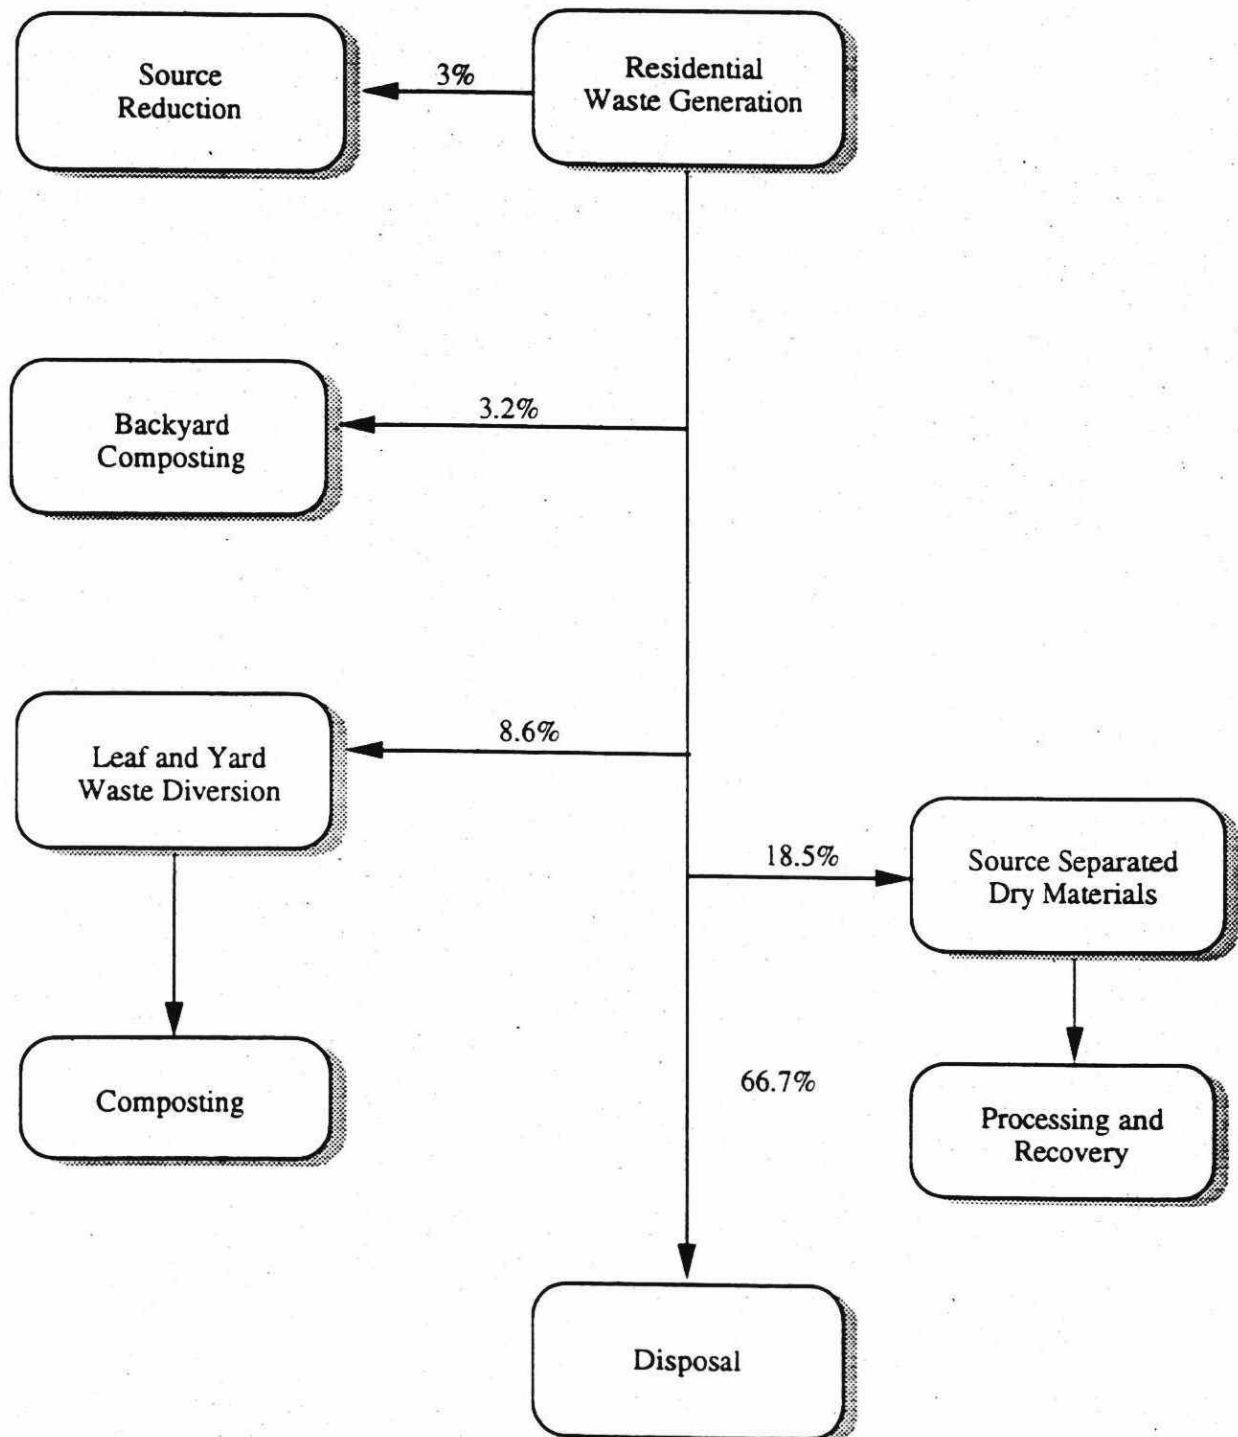 Source
Reduction
3%
Residential
Waste Generation
Backyard
Composting
3.2%
Leaf and Yard
Waste Diversion
8.6%
18.5%
Source Separated
Dry Materials
Composting
66.7%
Processing and
Recovery
Disposal